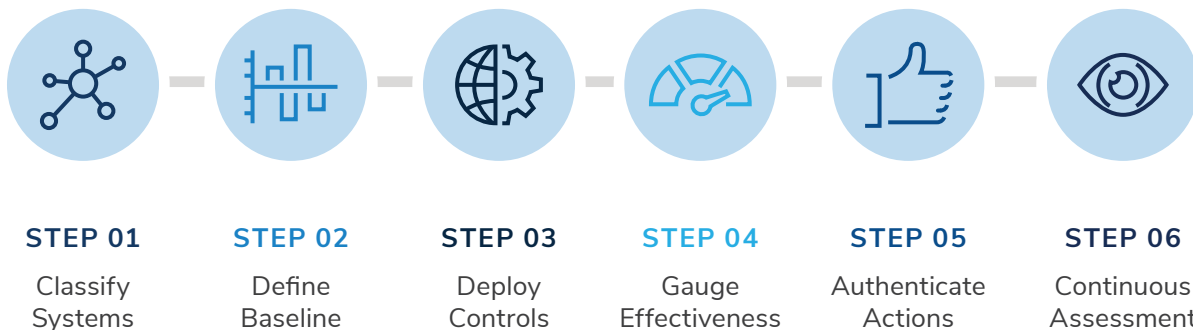 STEP 01
Classify
Systems
STEP 02
Define
Baseline
STEP 03
Deploy
Controls
STEP 04
Gauge
Effectiveness
STEP 05
Authenticate
Actions
STEP 06
Continuous
Assessment